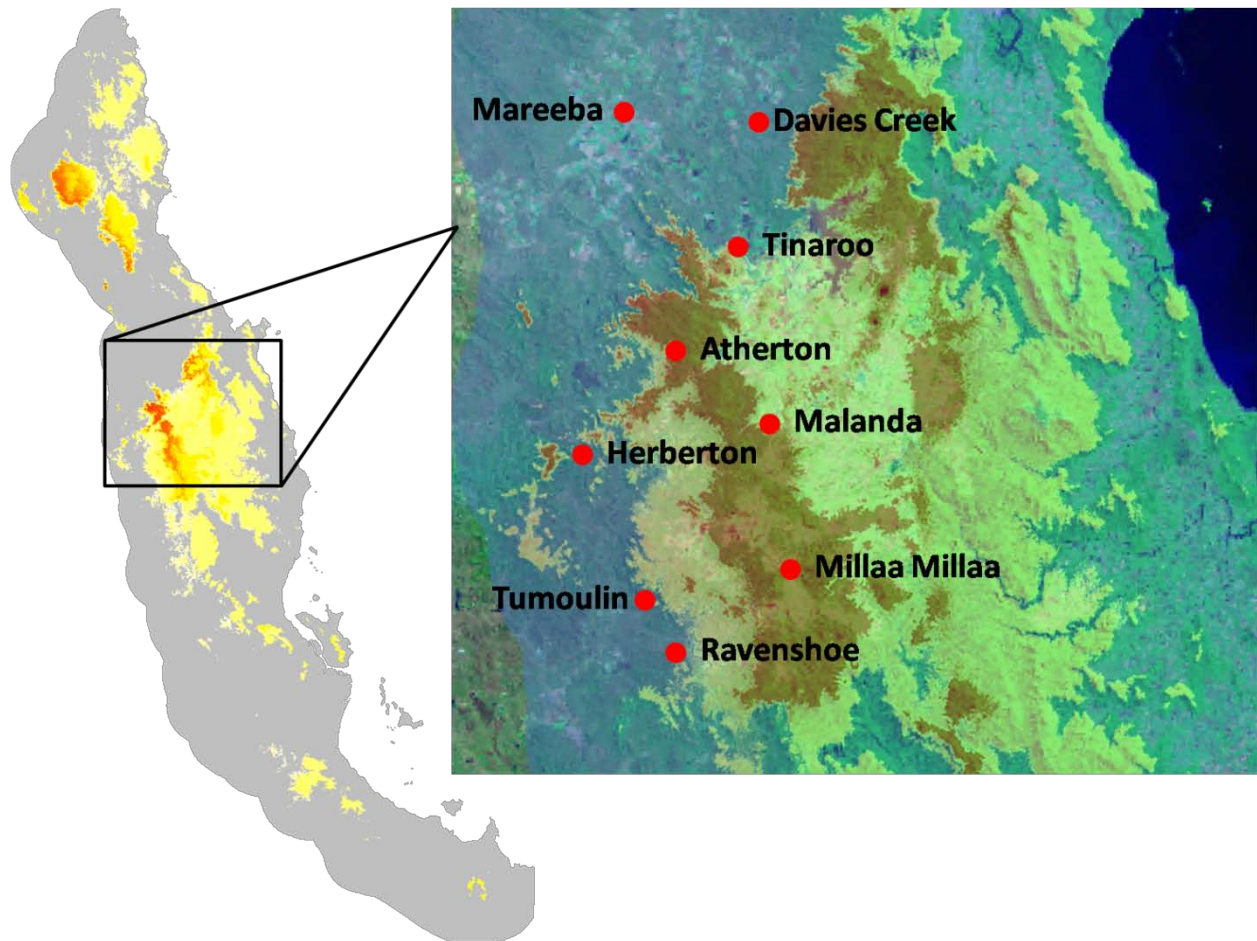 Mareeba
Davies Creek
Tinaroo
Atherton
Malanda
Herberton
Millaa Millaa
Tumoulin
Ravenshoe